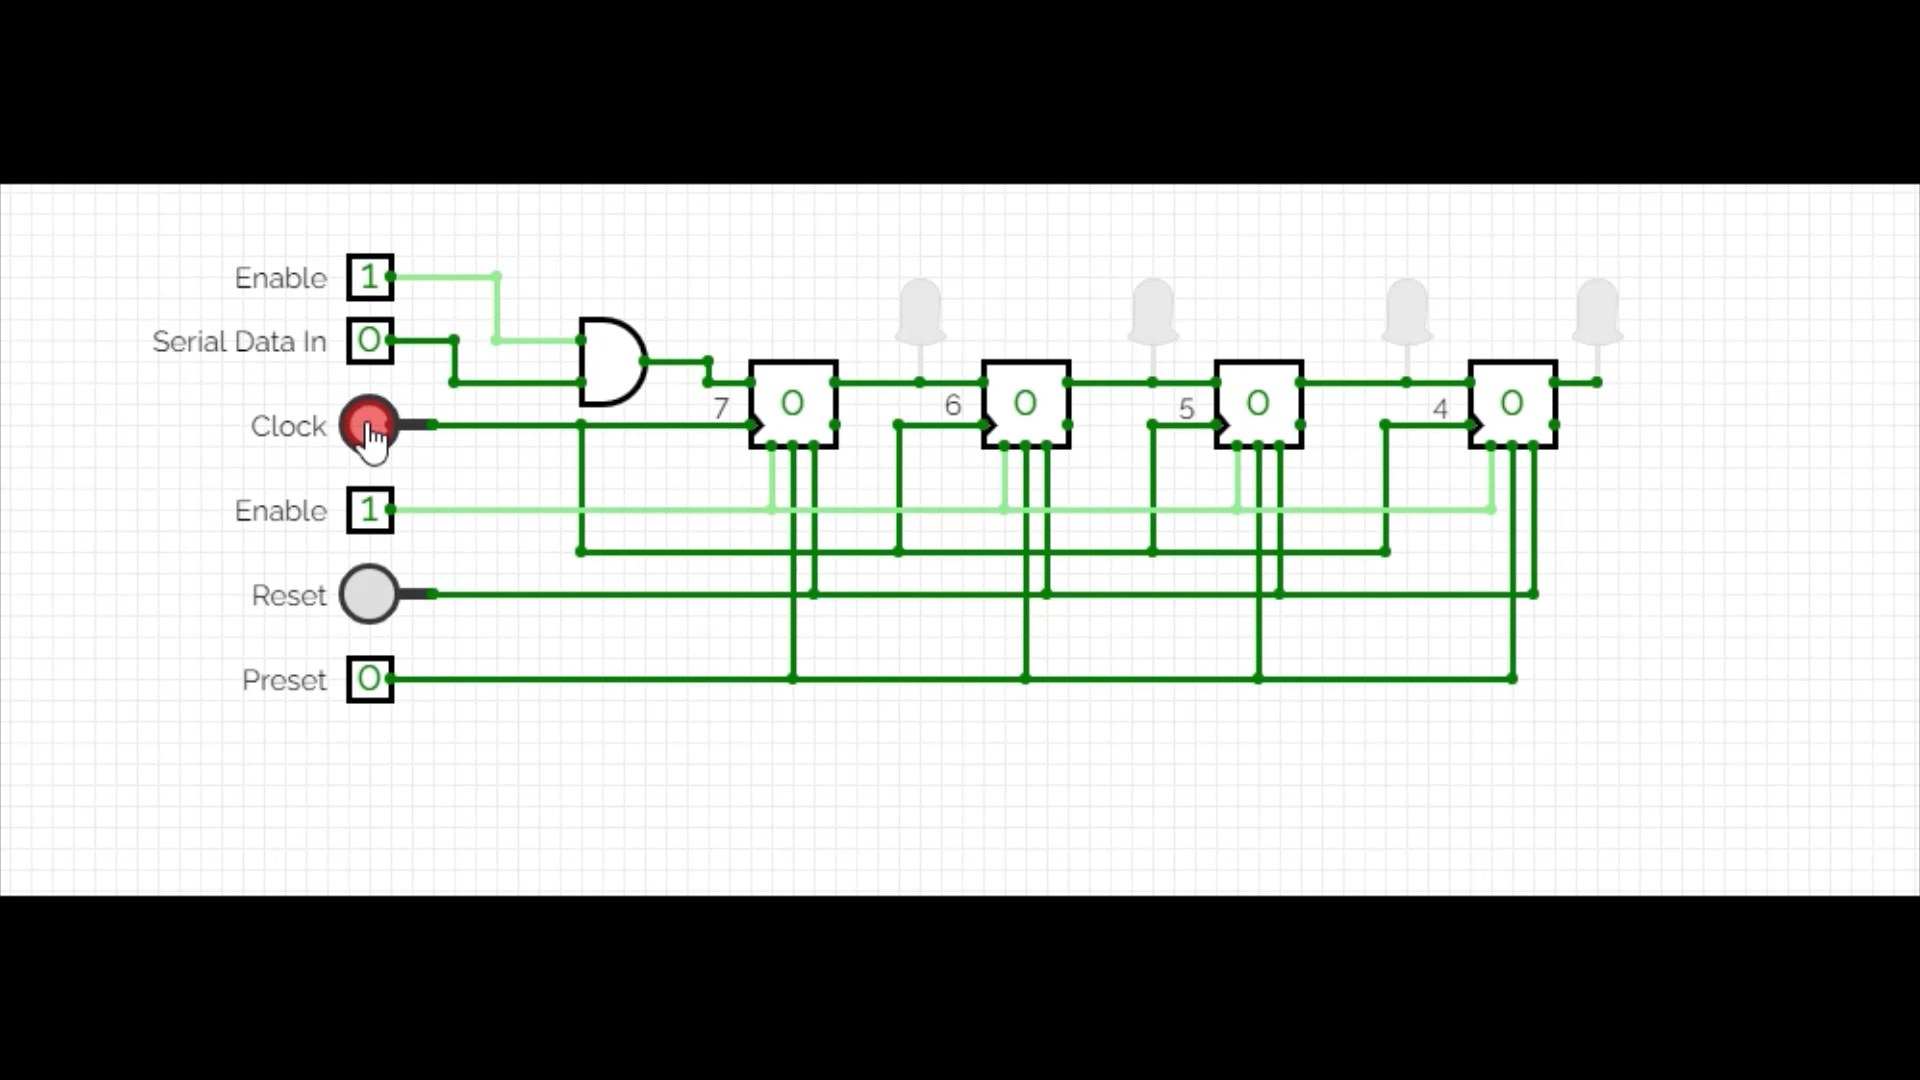 Enable 1
Serial Data In 0
Clock
7 0 6 0 5 0 4 0
Enable 1
Reset
Preset 0